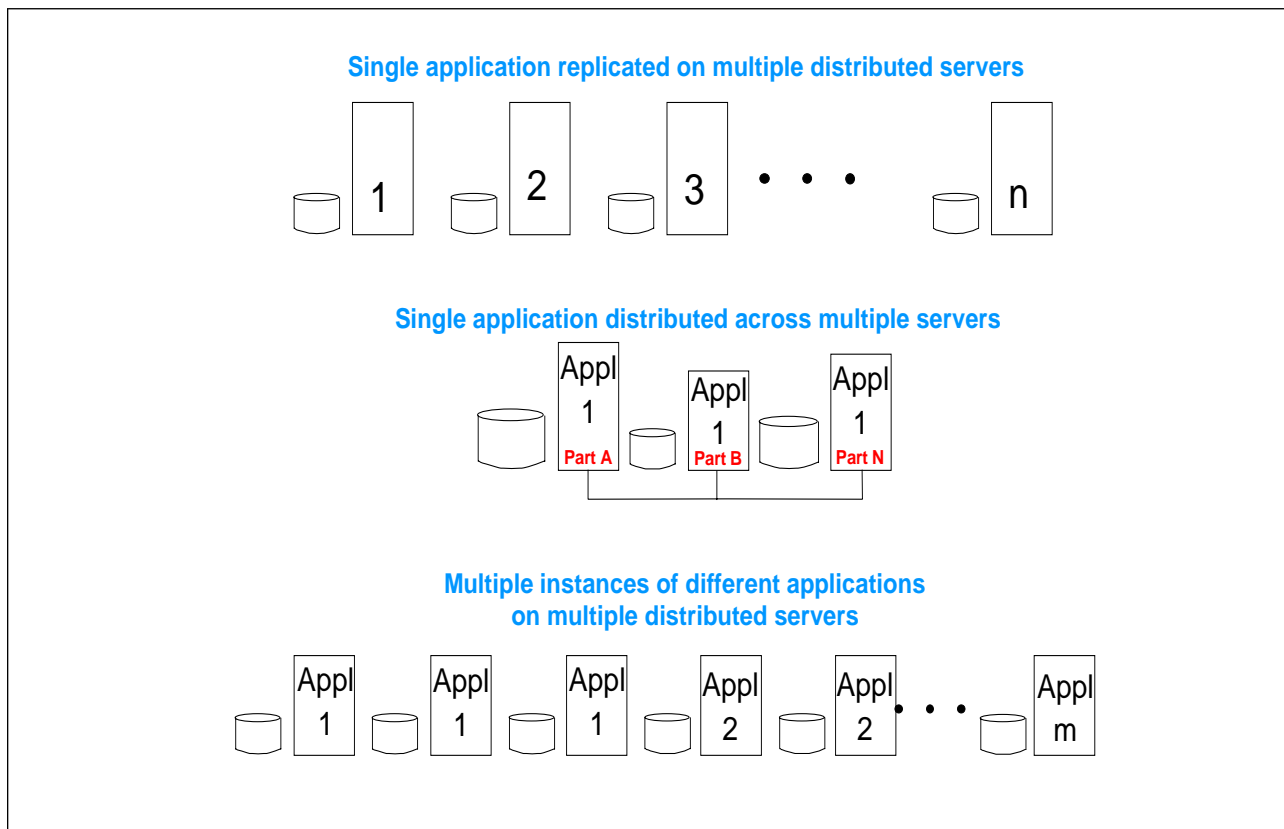 Single application replicated on multiple distributed servers
1 2 3 • • • n
Single application distributed across multiple servers
Appl Appl Appl
1 1 1
Part A Part B Part N
Multiple instances of different applications
on multiple distributed servers
Appl Appl Appl Appl Appl • • • Appl
1 1 1 2 2 m